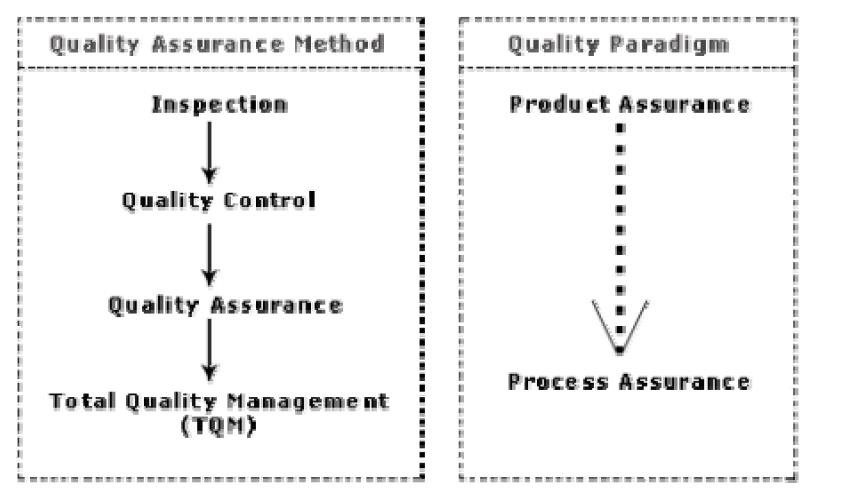 Quality Assurance Method
Inspection
Quality Control
Quality Assurance
Total Quality Management
(TQM)
Quality Paradigm
Product Assurance
Process Assurance